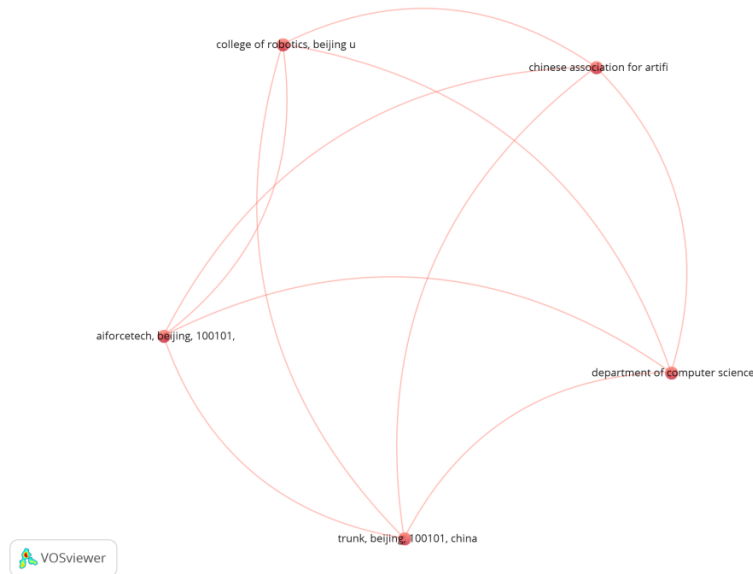 college of robotics, beijing u
chinese association for artifi
aiforcetech, beijing, 100101,
department of computer science
trunk, beijing, 100101, china
VOSviewer